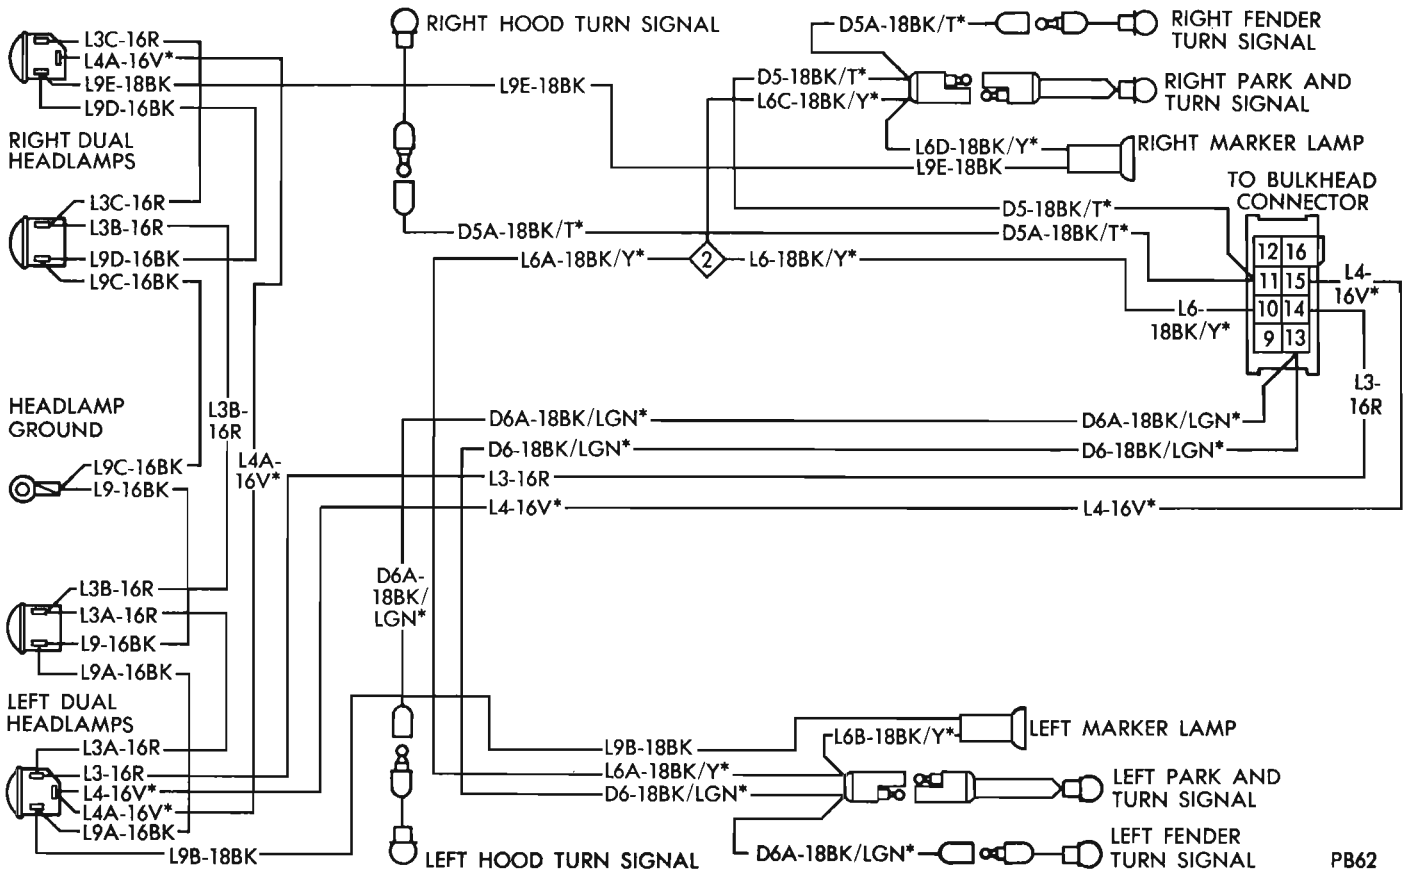 L3C-16R
L4A-16V*
L9E-18BK
L9D-16BK
RIGHT DUAL
HEADLAMPS
L3C-16R
L3B-16R
L9D-16BK
L9C-16BK
HEADLAMP
GROUND
L9C-16BK
L9-16BK
L3B-
16R
L4A-
16V*
L3B-16R
L3A-16R
L9-16BK
L9A-16BK
LEFT DUAL
HEADLAMPS
L3A-16R
L3-16R
L4-16V*
L4A-16V*
L9A-16BK
L9B-18BK
RIGHT HOOD TURN SIGNAL
L9E-18BK
D5A-18BK/T*
L6A-18BK/Y*
2
L6-18BK/Y*
D5A-18BK/T*
RIGHT FENDER
TURN SIGNAL
D5-18BK/T*
L6C-18BK/Y*
RIGHT PARK AND
TURN SIGNAL
L6D-18BK/Y*
L9E-18BK
RIGHT MARKER LAMP
TO BULKHEAD
CONNECTOR
D5-18BK/T*
D5A-18BK/T*
12 16
11 15
10 14
9 13
L4-
16V*
L6-
18BK/Y*
L3-
16R
D6A-18BK/LGN*
D6A-18BK/LGN*
D6-18BK/LGN*
D6-18BK/LGN*
L3-16R
L4-16V*
L4-16V*
D6A-
18BK/
LGN*
L9B-18BK
L6A-18BK/Y*
D6-18BK/LGN*
L6B-18BK/Y*
LEFT MARKER LAMP
LEFT PARK AND
TURN SIGNAL
D6A-18BK/LGN*
LEFT FENDER
TURN SIGNAL
LEFT HOOD TURN SIGNAL
PB62